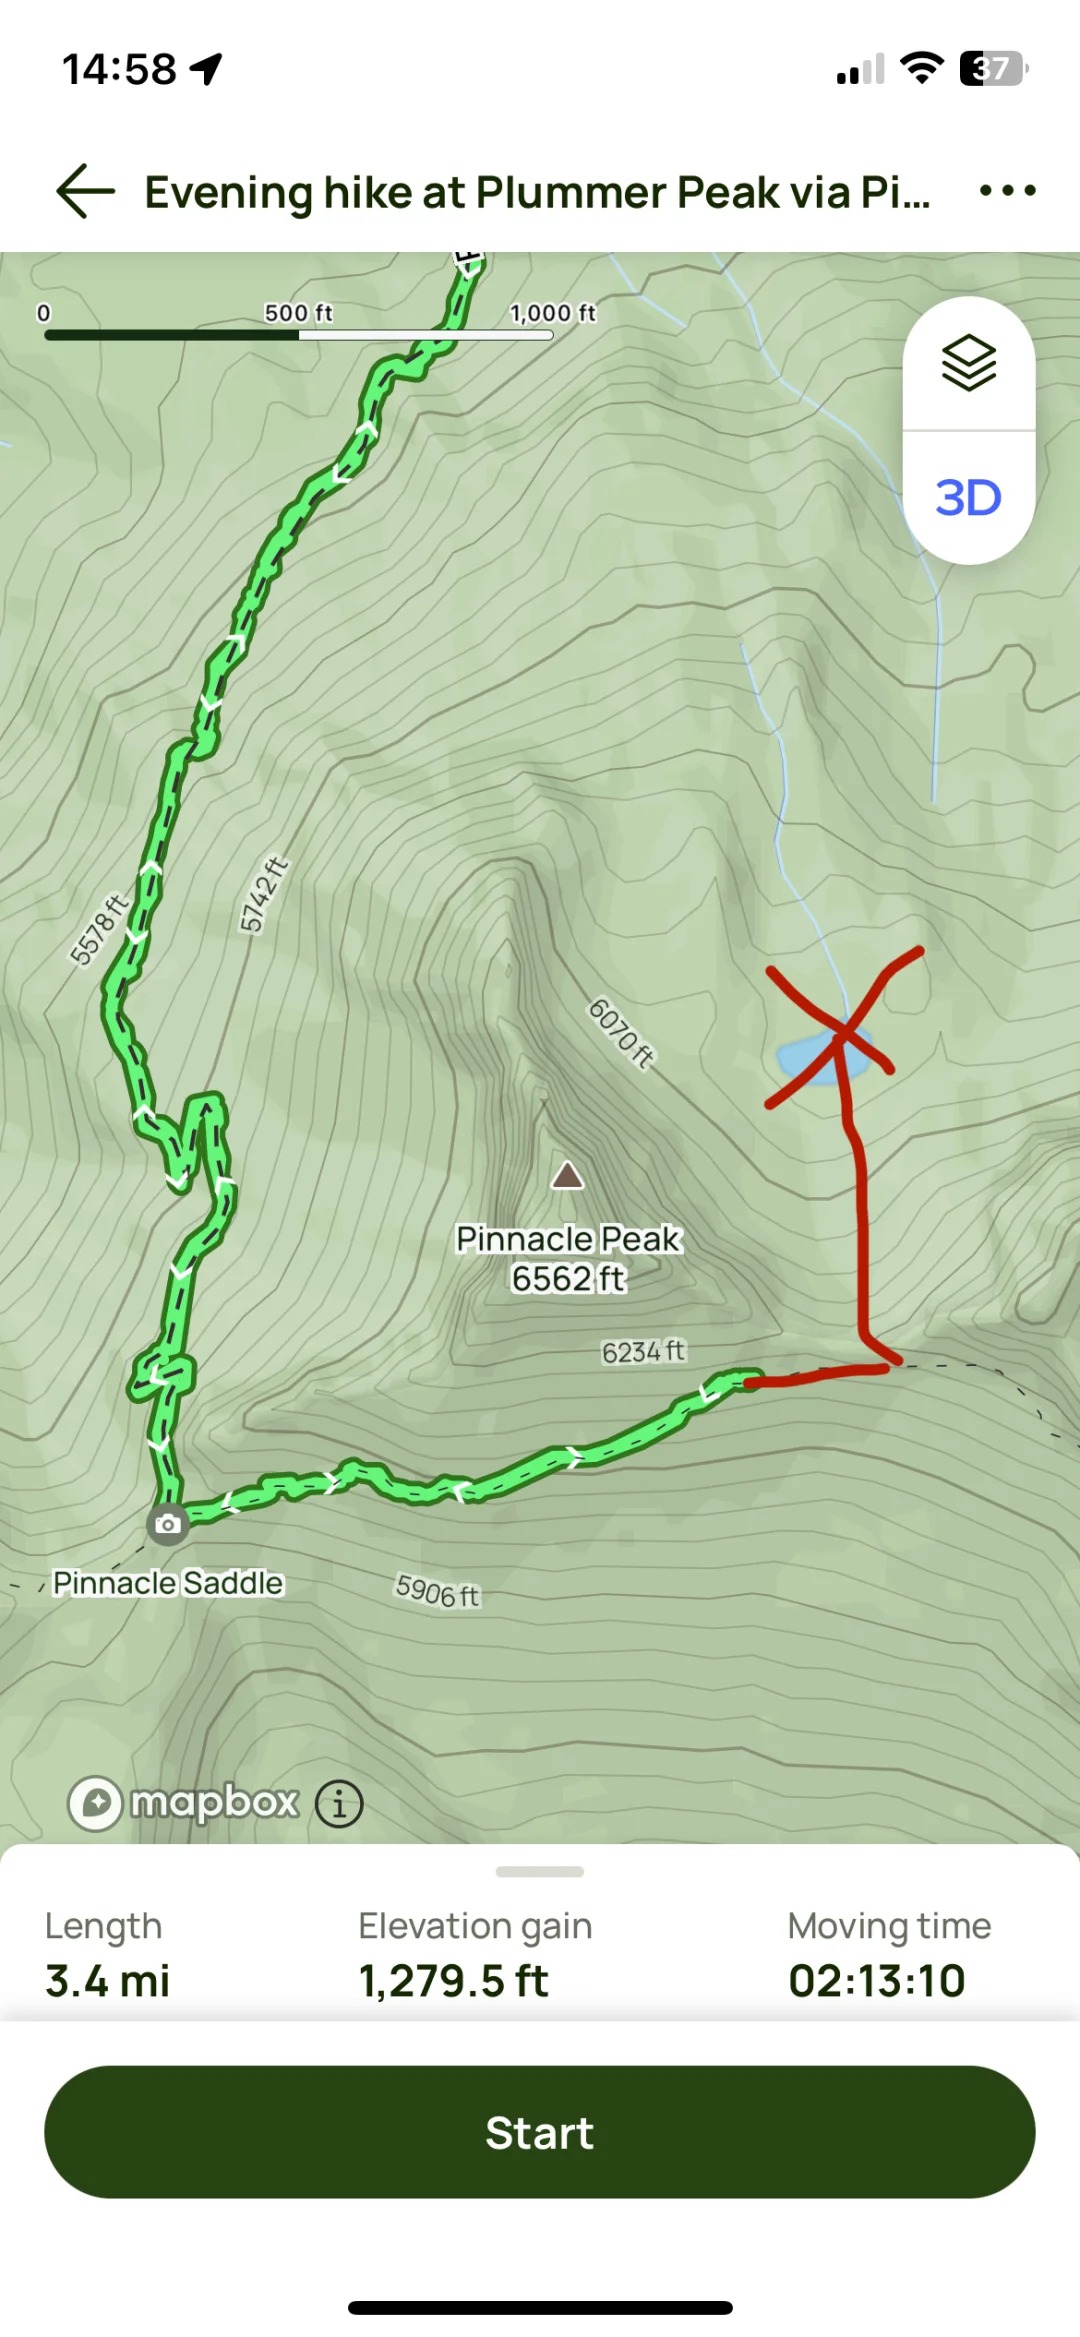 14:58
37
Evening hike at Plummer Peak via Pi...
0 500 ft 1,000 ft
3D
5742 ft
5578 ft
6070 ft
Pinnacle Peak
6562 ft
6234 ft
Pinnacle Saddle
5906 ft
mapbox
Length Elevation gain Moving time
3.4 mi 1,279.5 ft 02:13:10
Start